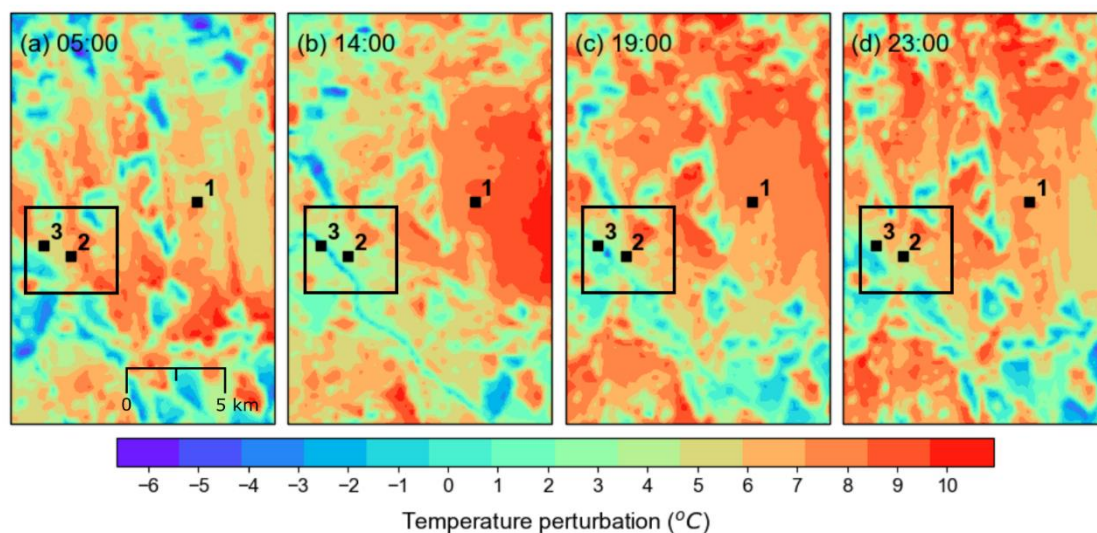 (a) 05:00 (b) 14:00 (c) 19:00 (d) 23:00
1 1 1 1
3 2 3 2 3 2 3 2
0 5 km
−6 −5 −4 −3 −2 −1 0 1 2 3 4 5 6 7 8 9 10
Temperature perturbation (°C)